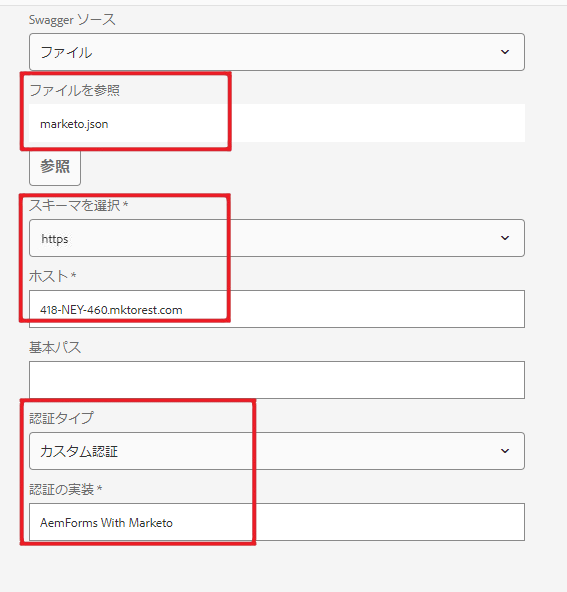 Swagger ソース
ファイル
ファイルを参照
marketo.json
参照
スキーマを選択 *
https
ホスト *
418-NEY-460.mktorest.com
基本パス
認証タイプ
カスタム認証
認証の実装 *
AemForms With Marketo